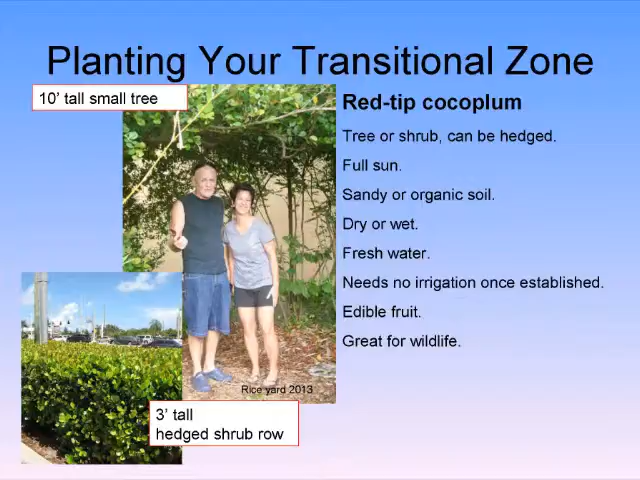 Planting Your Transitional Zone
10' tall small tree
Red-tip cocoplum
Tree or shrub, can be hedged.
Full sun.
Sandy or organic soil.
Dry or wet.
Fresh water.
Needs no irrigation once established.
Edible fruit.
Great for wildlife.
Rice yard 2013
3' tall
hedged shrub row